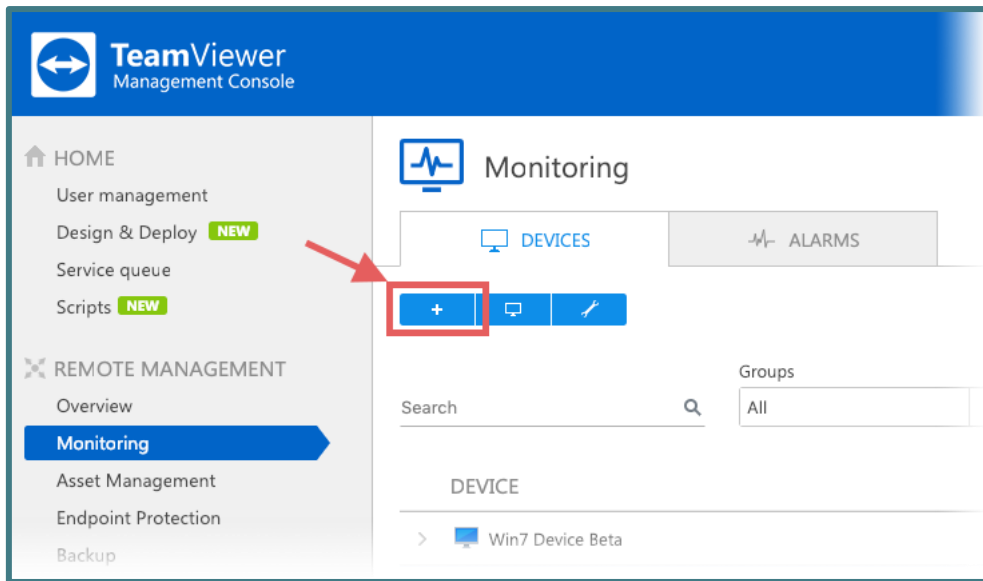 TeamViewer
Management Console
HOME
User management
Design & Deploy NEW
Service queue
Scripts NEW
REMOTE MANAGEMENT
Overview
Monitoring
Asset Management
Endpoint Protection
Backup
Monitoring
DEVICES
ALARMS
+
Groups
Search
All
DEVICE
Win7 Device Beta